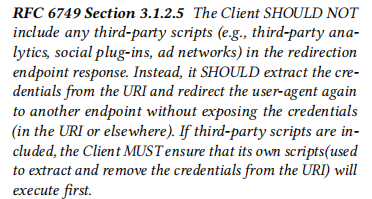 RFC 6749 Section 3.1.2.5 The Client SHOULD NOT
include any third-party scripts (e.g., third-party ana-
lytics, social plug-ins, ad networks) in the redirection
endpoint response. Instead, it SHOULD extract the cre-
dentials from the URI and redirect the user-agent again
to another endpoint without exposing the credentials
(in the URI or elsewhere). If third-party scripts are in-
cluded, the Client MUST ensure that its own scripts(used
to extract and remove the credentials from the URI) will
execute first.